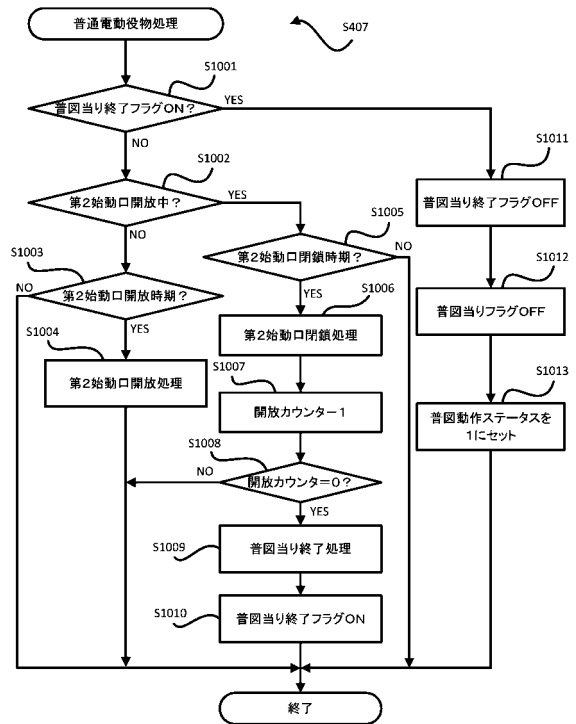 普通電動役物処理
S407
S1001
普図当り終了フラグON？
YES
NO
S1002
第2始動口開放中？
YES
NO
S1003
NO
第2始動口開放時期？
YES
S1004
第2始動口開放処理
S1005
第2始動口閉鎖時期？
NO
YES
S1006
第2始動口閉鎖処理
S1007
開放カウンター1
S1008
NO
開放カウンタ＝0？
YES
S1009
普図当り終了処理
S1010
普図当り終了フラグON
S1011
普図当り終了フラグOFF
S1012
普図当りフラグOFF
S1013
普図動作ステータスを
1にセット
終了